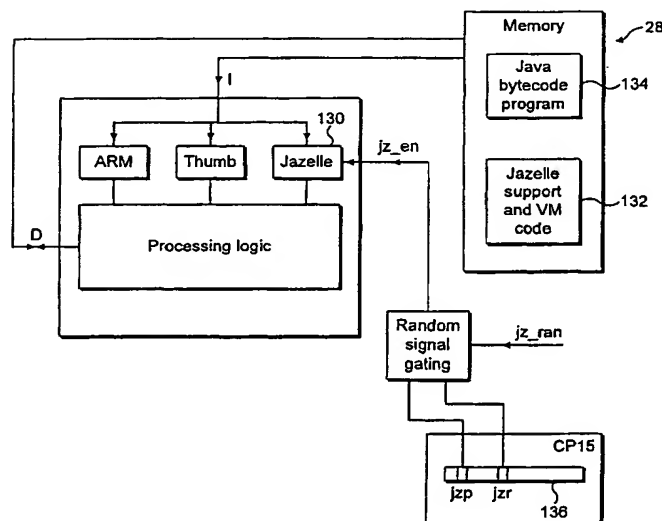 Memory
28
Java
bytecode
program
134
Jazelle
support
and VM
code
132
I
130
ARM
Thumb
Jazelle
jz_en
D
Processing logic
Random
signal
gating
jz_ran
CP15
jzp
jzr
136